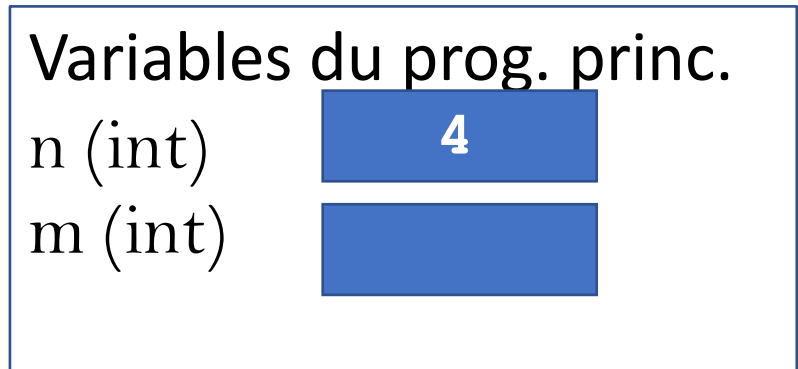 Variables du prog. princ.
n (int) 4
m (int)